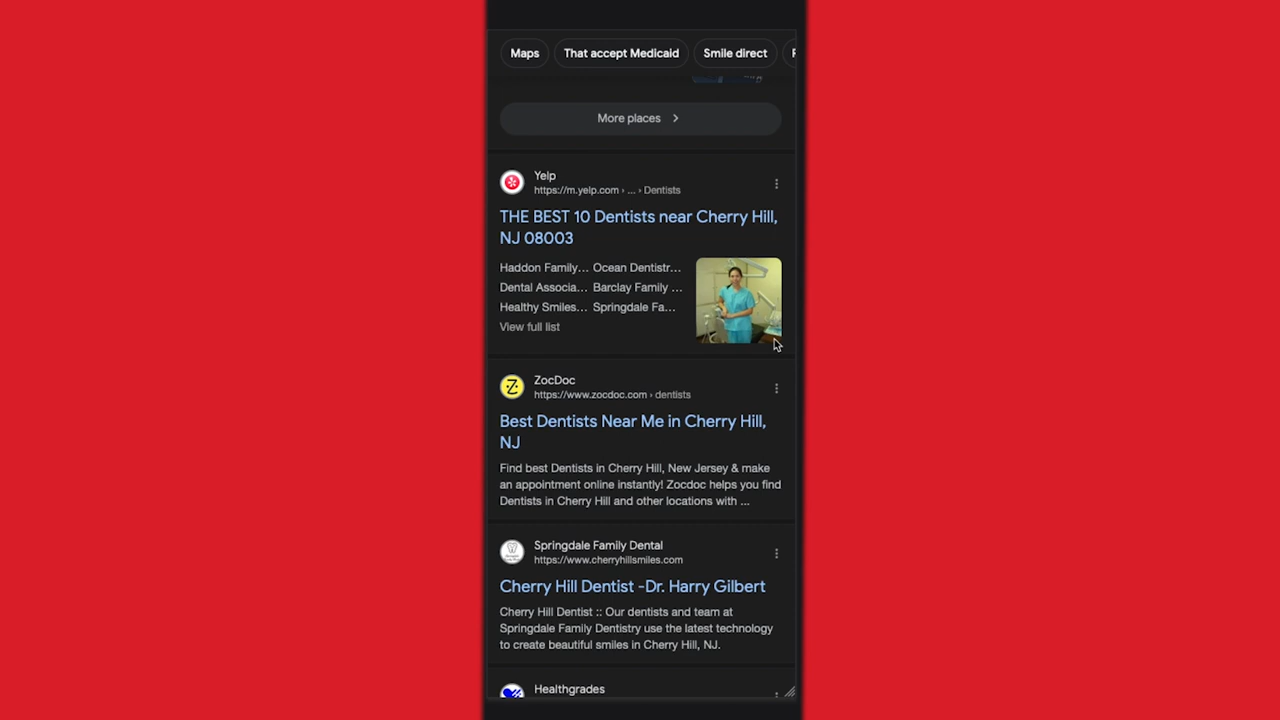 Maps
That accept Medicaid
Smile direct
More places
Yelp
https://m.yelp.com › ... › Dentists
THE BEST 10 Dentists near Cherry Hill,
NJ 08003
Haddon Family... Ocean Dentistr...
Dental Associa... Barclay Family ...
Healthy Smiles... Springdale Fa...
View full list
ZocDoc
https://www.zocdoc.com › dentists
Best Dentists Near Me in Cherry Hill,
NJ
Find best Dentists in Cherry Hill, New Jersey & make
an appointment online instantly! Zocdoc helps you find
Dentists in Cherry Hill and other locations with ...
Springdale Family Dental
https://www.cherryhillsmiles.com
Cherry Hill Dentist -Dr. Harry Gilbert
Cherry Hill Dentist :: Our dentists and team at
Springdale Family Dentistry use the latest technology
to create beautiful smiles in Cherry Hill, NJ.
Healthgrades